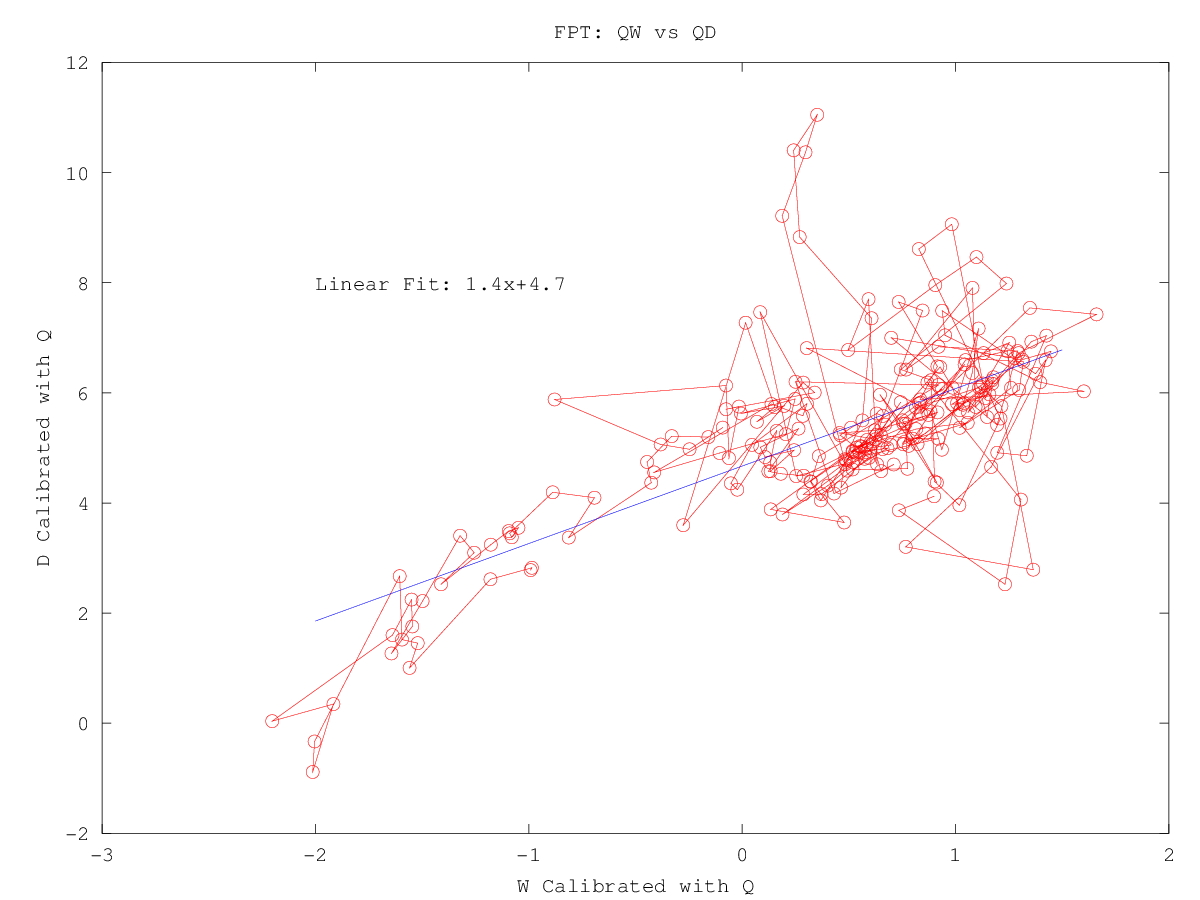 FPT: QW vs QD
12
10
8
6
4
2
0
-2
D Calibrated with Q
Linear Fit: 1.4x+4.7
-3 -2 -1 0 1 2
W Calibrated with Q